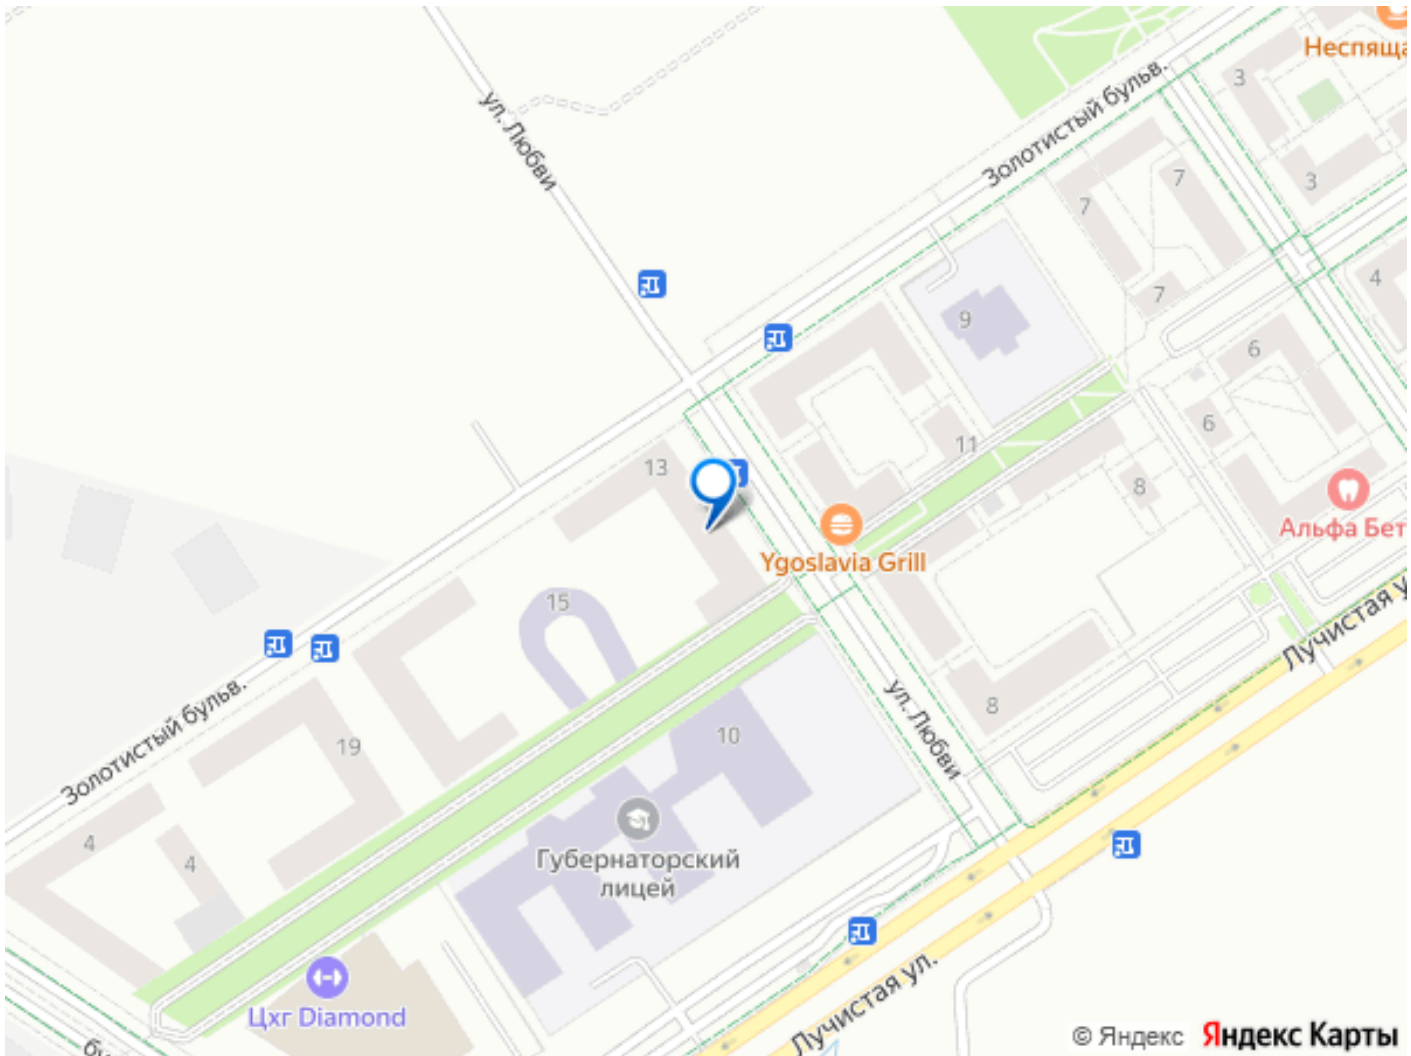 Неспяща
3
Золотистый бульв.
ул. Любви
7
7
3
7
4
9
6
6
11
13
8
Альфа Бет
Ygoslavia Grill
15
Лучистая у
ул. Любви
8
10
Золотистый бульв.
19
4
4
Губернаторский
лицей
Цхг Diamond
Лучистая ул.
бу
© Яндекс Яндекс Карты